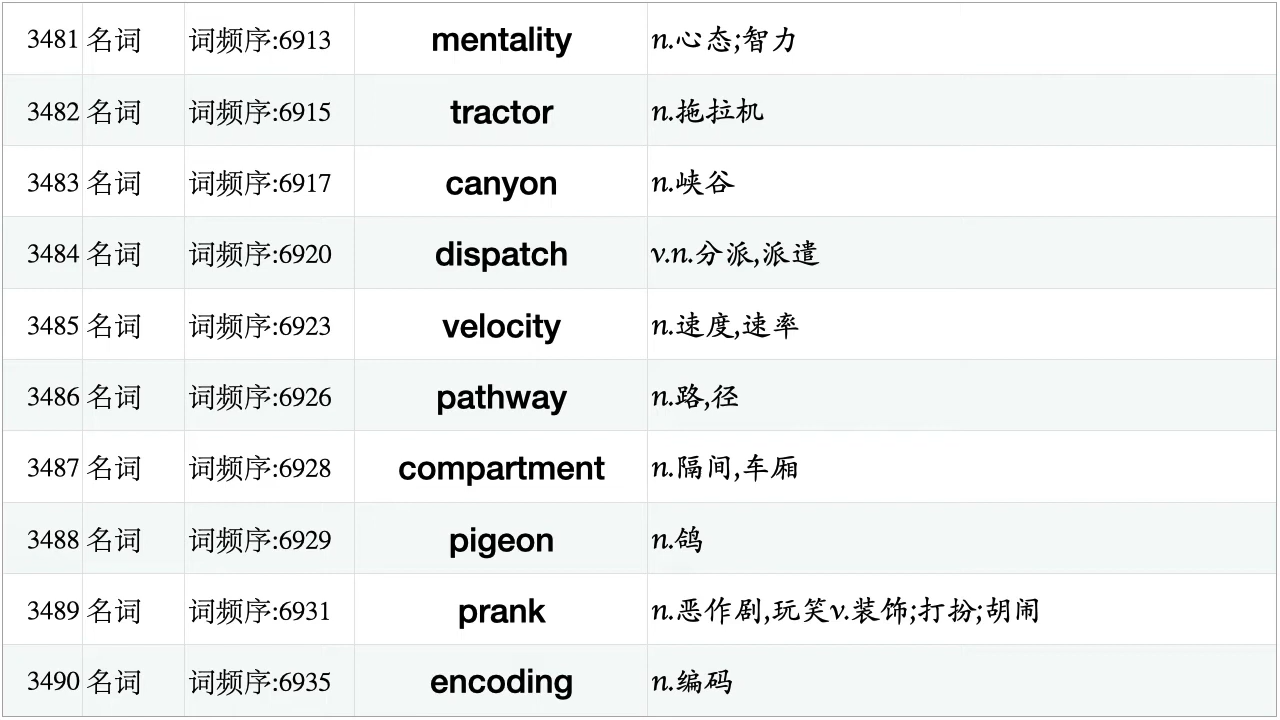 3481 名词 词频序:6913 mentality n.心态;智力
3482 名词 词频序:6915 tractor n.拖拉机
3483 名词 词频序:6917 canyon n.峡谷
3484 名词 词频序:6920 dispatch v.n.分派,派遣
3485 名词 词频序:6923 velocity n.速度,速率
3486 名词 词频序:6926 pathway n.路,径
3487 名词 词频序:6928 compartment n.隔间,车厢
3488 名词 词频序:6929 pigeon n.鸽
3489 名词 词频序:6931 prank n.恶作剧,玩笑v.装饰;打扮;胡闹
3490 名词 词频序:6935 encoding n.编码